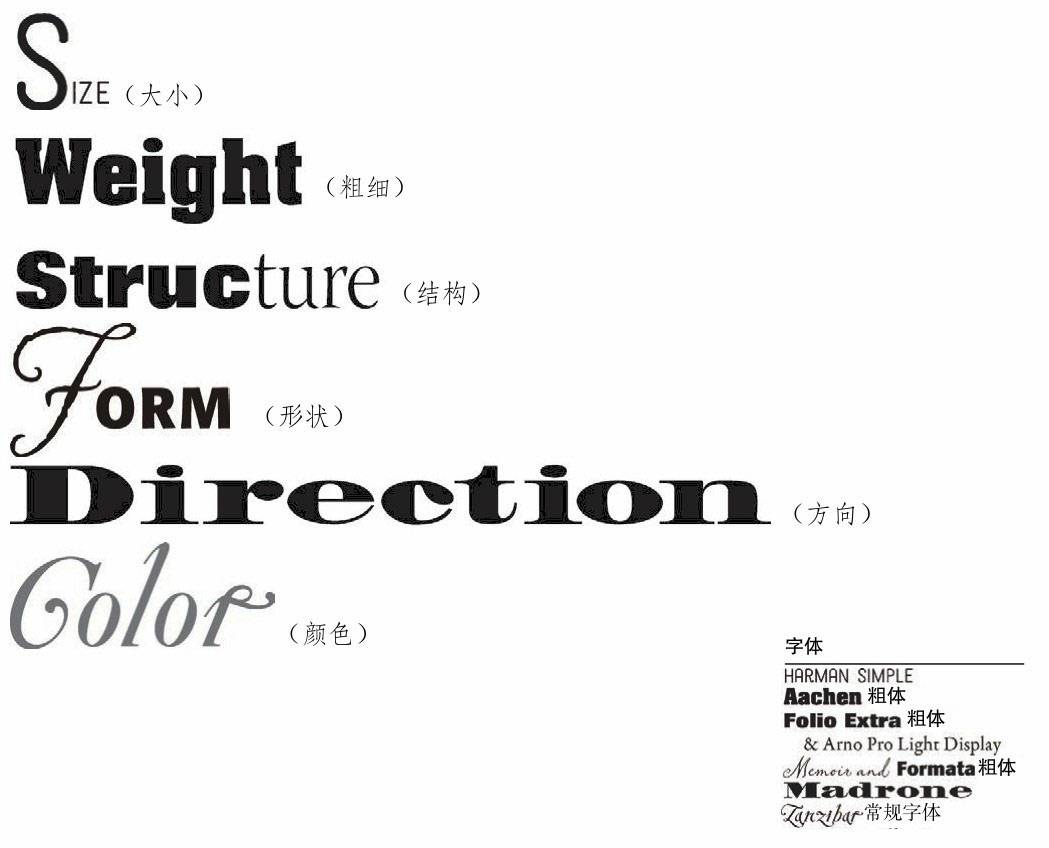 SIZE（大小）
Weight（粗细）
Structure（结构）
FORM（形状）
Direction（方向）
Color（颜色）
字体
HARMAN SIMPLE
Aachen 粗体
Folio Extra 粗体
& Arno Pro Light Display
Memoir and Formata粗体
Madrone
Zanzibar常规字体